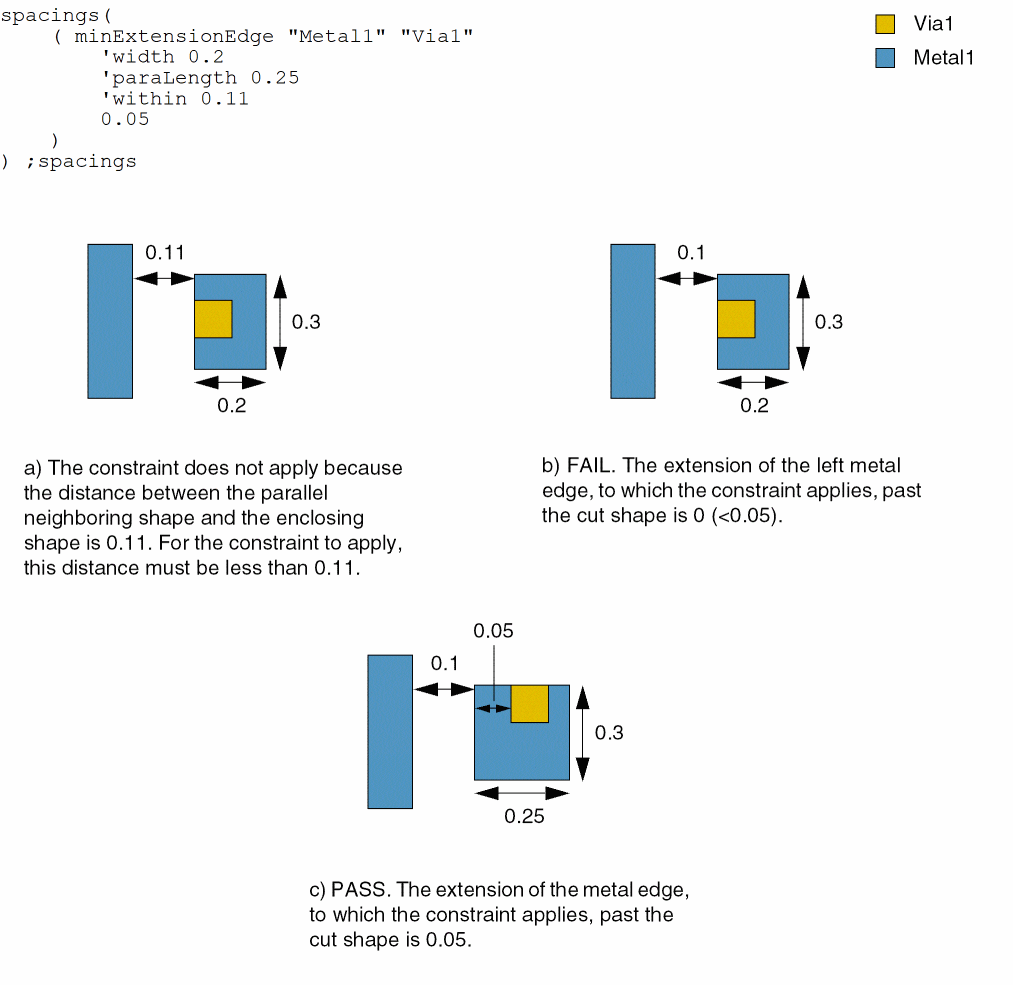 spacings(
( minExtensionEdge "Metal1" "Via1"
'width 0.2
'paraLength 0.25
'within 0.11
0.05
)
) ;spacings
Via1
Metal1
0.11
0.3
0.2
0.1
0.3
0.2
a) The constraint does not apply because
the distance between the parallel
neighboring shape and the enclosing
shape is 0.11. For the constraint to apply,
this distance must be less than 0.11.
b) FAIL. The extension of the left metal
edge, to which the constraint applies, past
the cut shape is 0 (<0.05).
0.05
0.1
0.3
0.25
c) PASS. The extension of the metal edge,
to which the constraint applies, past the
cut shape is 0.05.